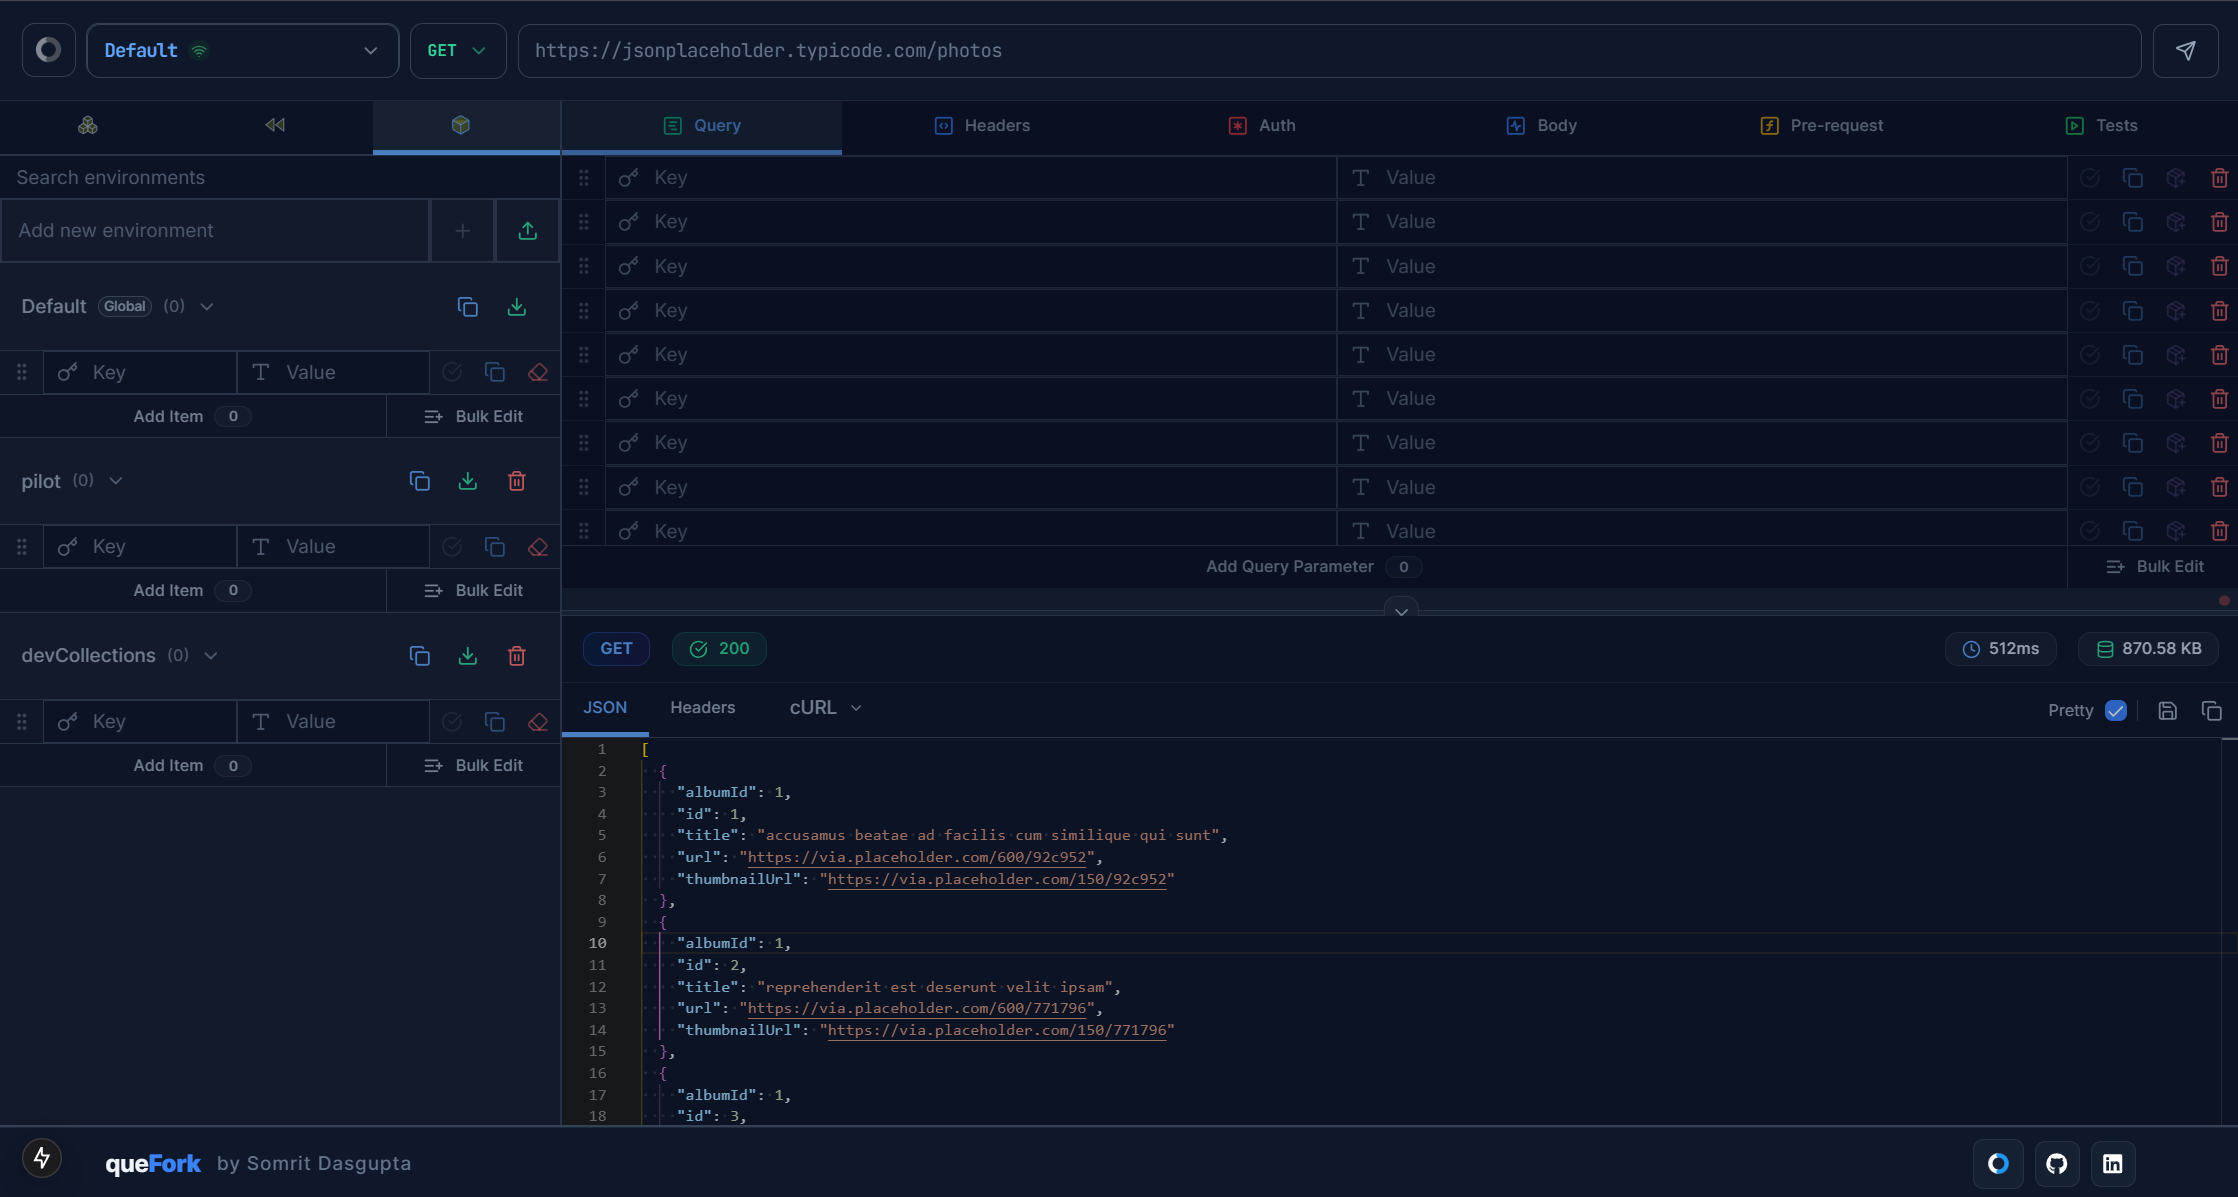 Default
GET
https://jsonplaceholder.typicode.com/photos
Query
Headers
Auth
Body
Pre-request
Tests
Search environments
Add new environment
Default Global (0)
Key
Value
Add Item 0
Bulk Edit
pilot (0)
Key
Value
Add Item 0
Bulk Edit
devCollections (0)
Key
Value
Add Item 0
Bulk Edit
Key Value
Key Value
Key Value
Key Value
Key Value
Key Value
Key Value
Key Value
Key Value
Add Query Parameter 0
Bulk Edit
GET
200
512ms
870.58 KB
JSON
Headers
cURL
Pretty
1 [
2 {
3 "albumId": 1,
4 "id": 1,
5 "title": "accusamus beatae ad facilis cum similique qui sunt",
6 "url": "https://via.placeholder.com/600/92c952",
7 "thumbnailUrl": "https://via.placeholder.com/150/92c952"
8 },
9 {
10 "albumId": 1,
11 "id": 2,
12 "title": "reprehenderit est deserunt velit ipsam",
13 "url": "https://via.placeholder.com/600/771796",
14 "thumbnailUrl": "https://via.placeholder.com/150/771796"
15 },
16 {
17 "albumId": 1,
18 "id": 3,
queFork by Somrit Dasgupta